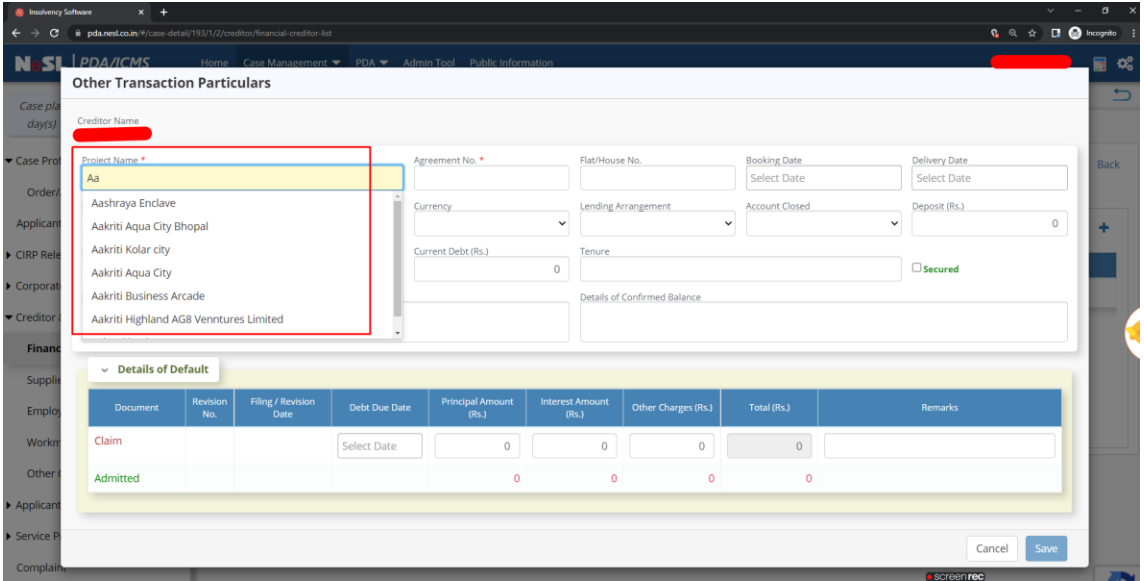 Insolvency Software
pda.nesl.co.in/#/case-detail/193/1/2/creditor/financial-creditor-list
Incognito
NeSL PDA/ICMS Home Case Management PDA Admin Tool Public Information
Other Transaction Particulars
Case pla
day(s)
Creditor Name
Case Prof
Back
Order/
Applicant
CIRP Rele
Corporat
Creditor
Financ
Supplie
Employ
Workm
Other
Applicant
Service P
Complain
Project Name * Agreement No. * Flat/House No. Booking Date Delivery Date
Aa Select Date Select Date
Aashraya Enclave
Aakriti Aqua City Bhopal
Aakriti Kolar city
Aakriti Aqua City
Aakriti Business Arcade
Aakriti Highland AG8 Venntures Limited
Currency Lending Arrangement Account Closed Deposit (Rs.)
0
Current Debt (Rs.) Tenure
0 Secured
Details of Confirmed Balance
Details of Default
Document Revision No. Filing / Revision Date Debt Due Date Principal Amount (Rs.) Interest Amount (Rs.) Other Charges (Rs.) Total (Rs.) Remarks
Claim Select Date 0 0 0 0
Admitted 0 0 0 0
Cancel Save
screenrec